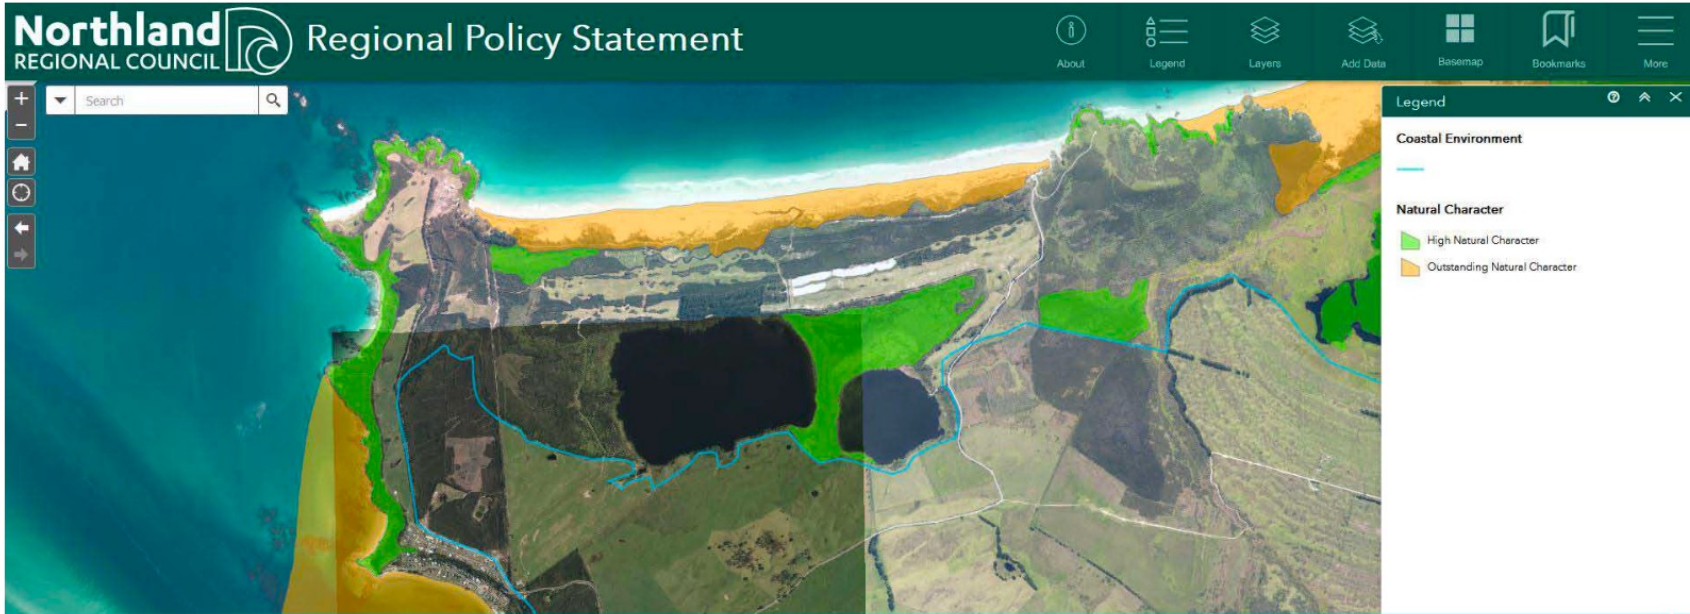 Northland
REGIONAL COUNCIL
Regional Policy Statement
About
Legend
Layers
Add Data
Basemap
Bookmarks
More
+
Search
−
Legend
Coastal Environment
Natural Character
High Natural Character
Outstanding Natural Character